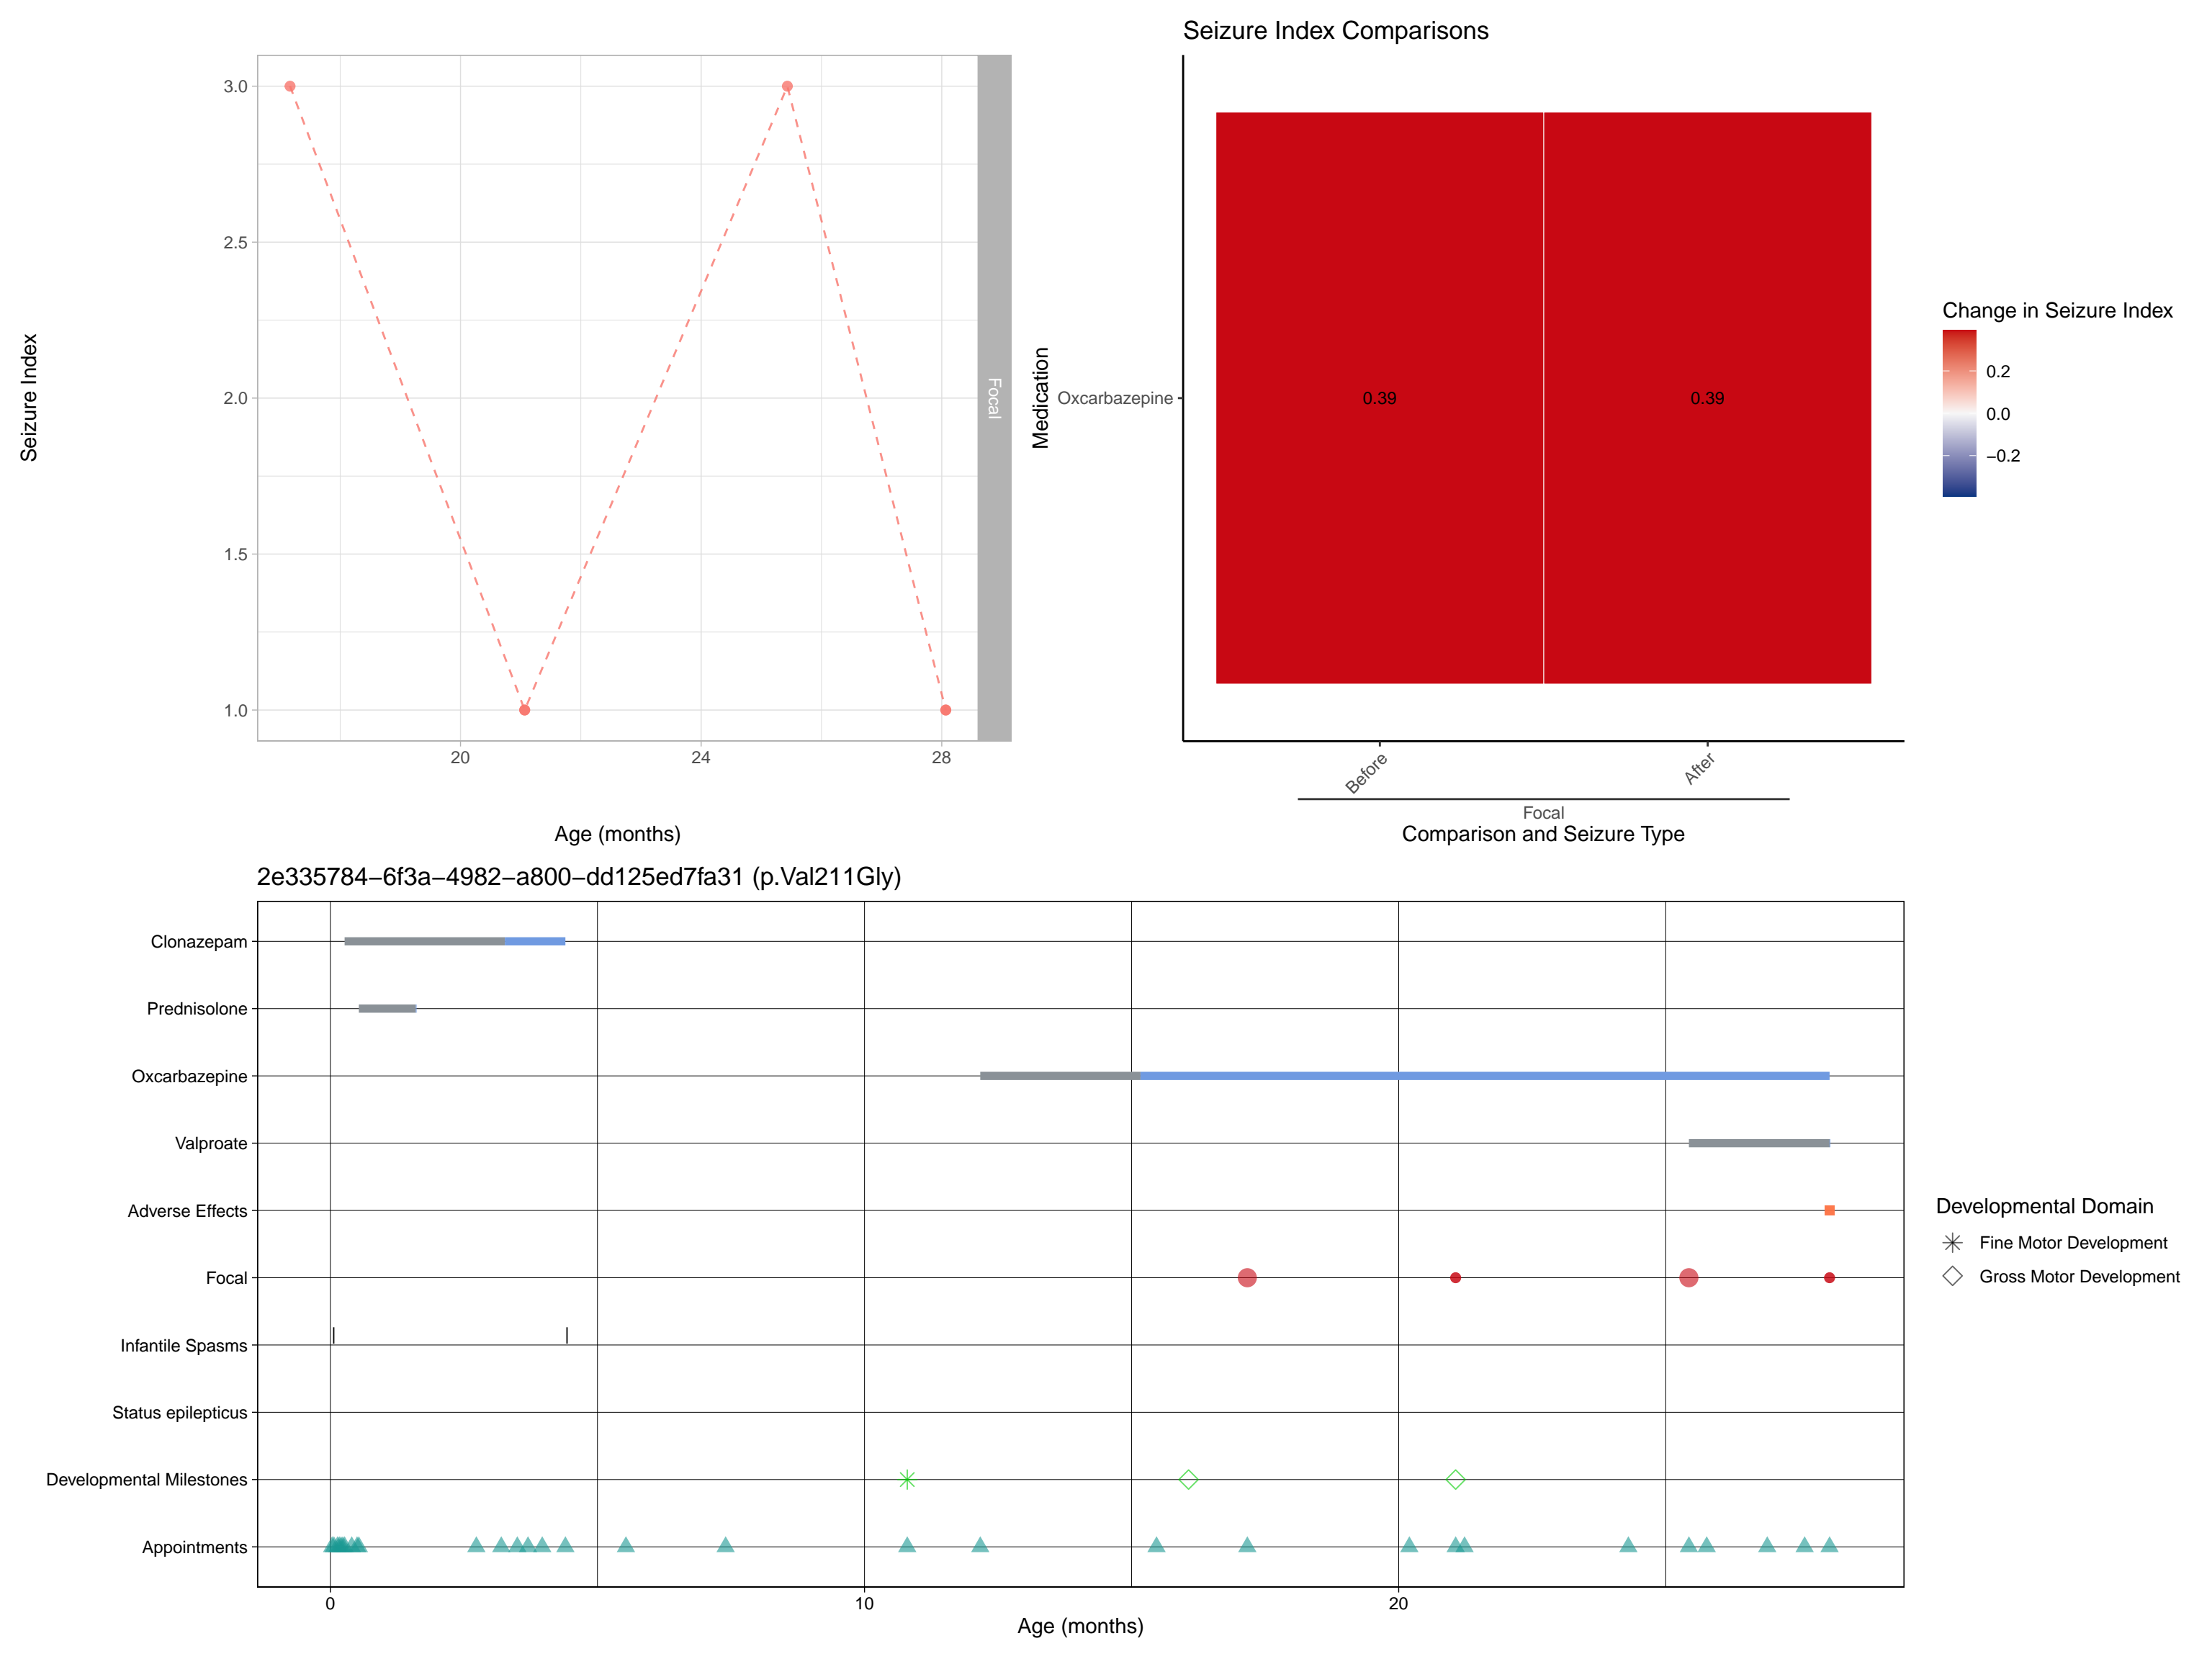 Seizure Index Comparisons
3.0
2.5
2.0
1.5
1.0
Seizure Index
20
24
28
Age (months)
Focal
Medication
Oxcarbazepine
0.39
0.39
Before
After
Focal
Comparison and Seizure Type
Change in Seizure Index
0.2
0.0
−0.2
2e335784−6f3a−4982−a800−dd125ed7fa31 (p.Val211Gly)
Clonazepam
Prednisolone
Oxcarbazepine
Valproate
Adverse Effects
Focal
Infantile Spasms
Status epilepticus
Developmental Milestones
Appointments
0
10
20
Age (months)
Developmental Domain
Fine Motor Development
Gross Motor Development